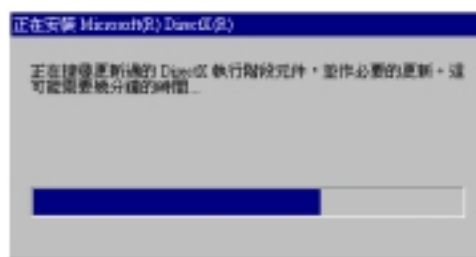 正在安裝 Microsoft(R) DirectX(R)
正在搜尋更新過的 DirectX 執行階段元件，並作必要的更新。這
可能需要幾分鐘的時間...